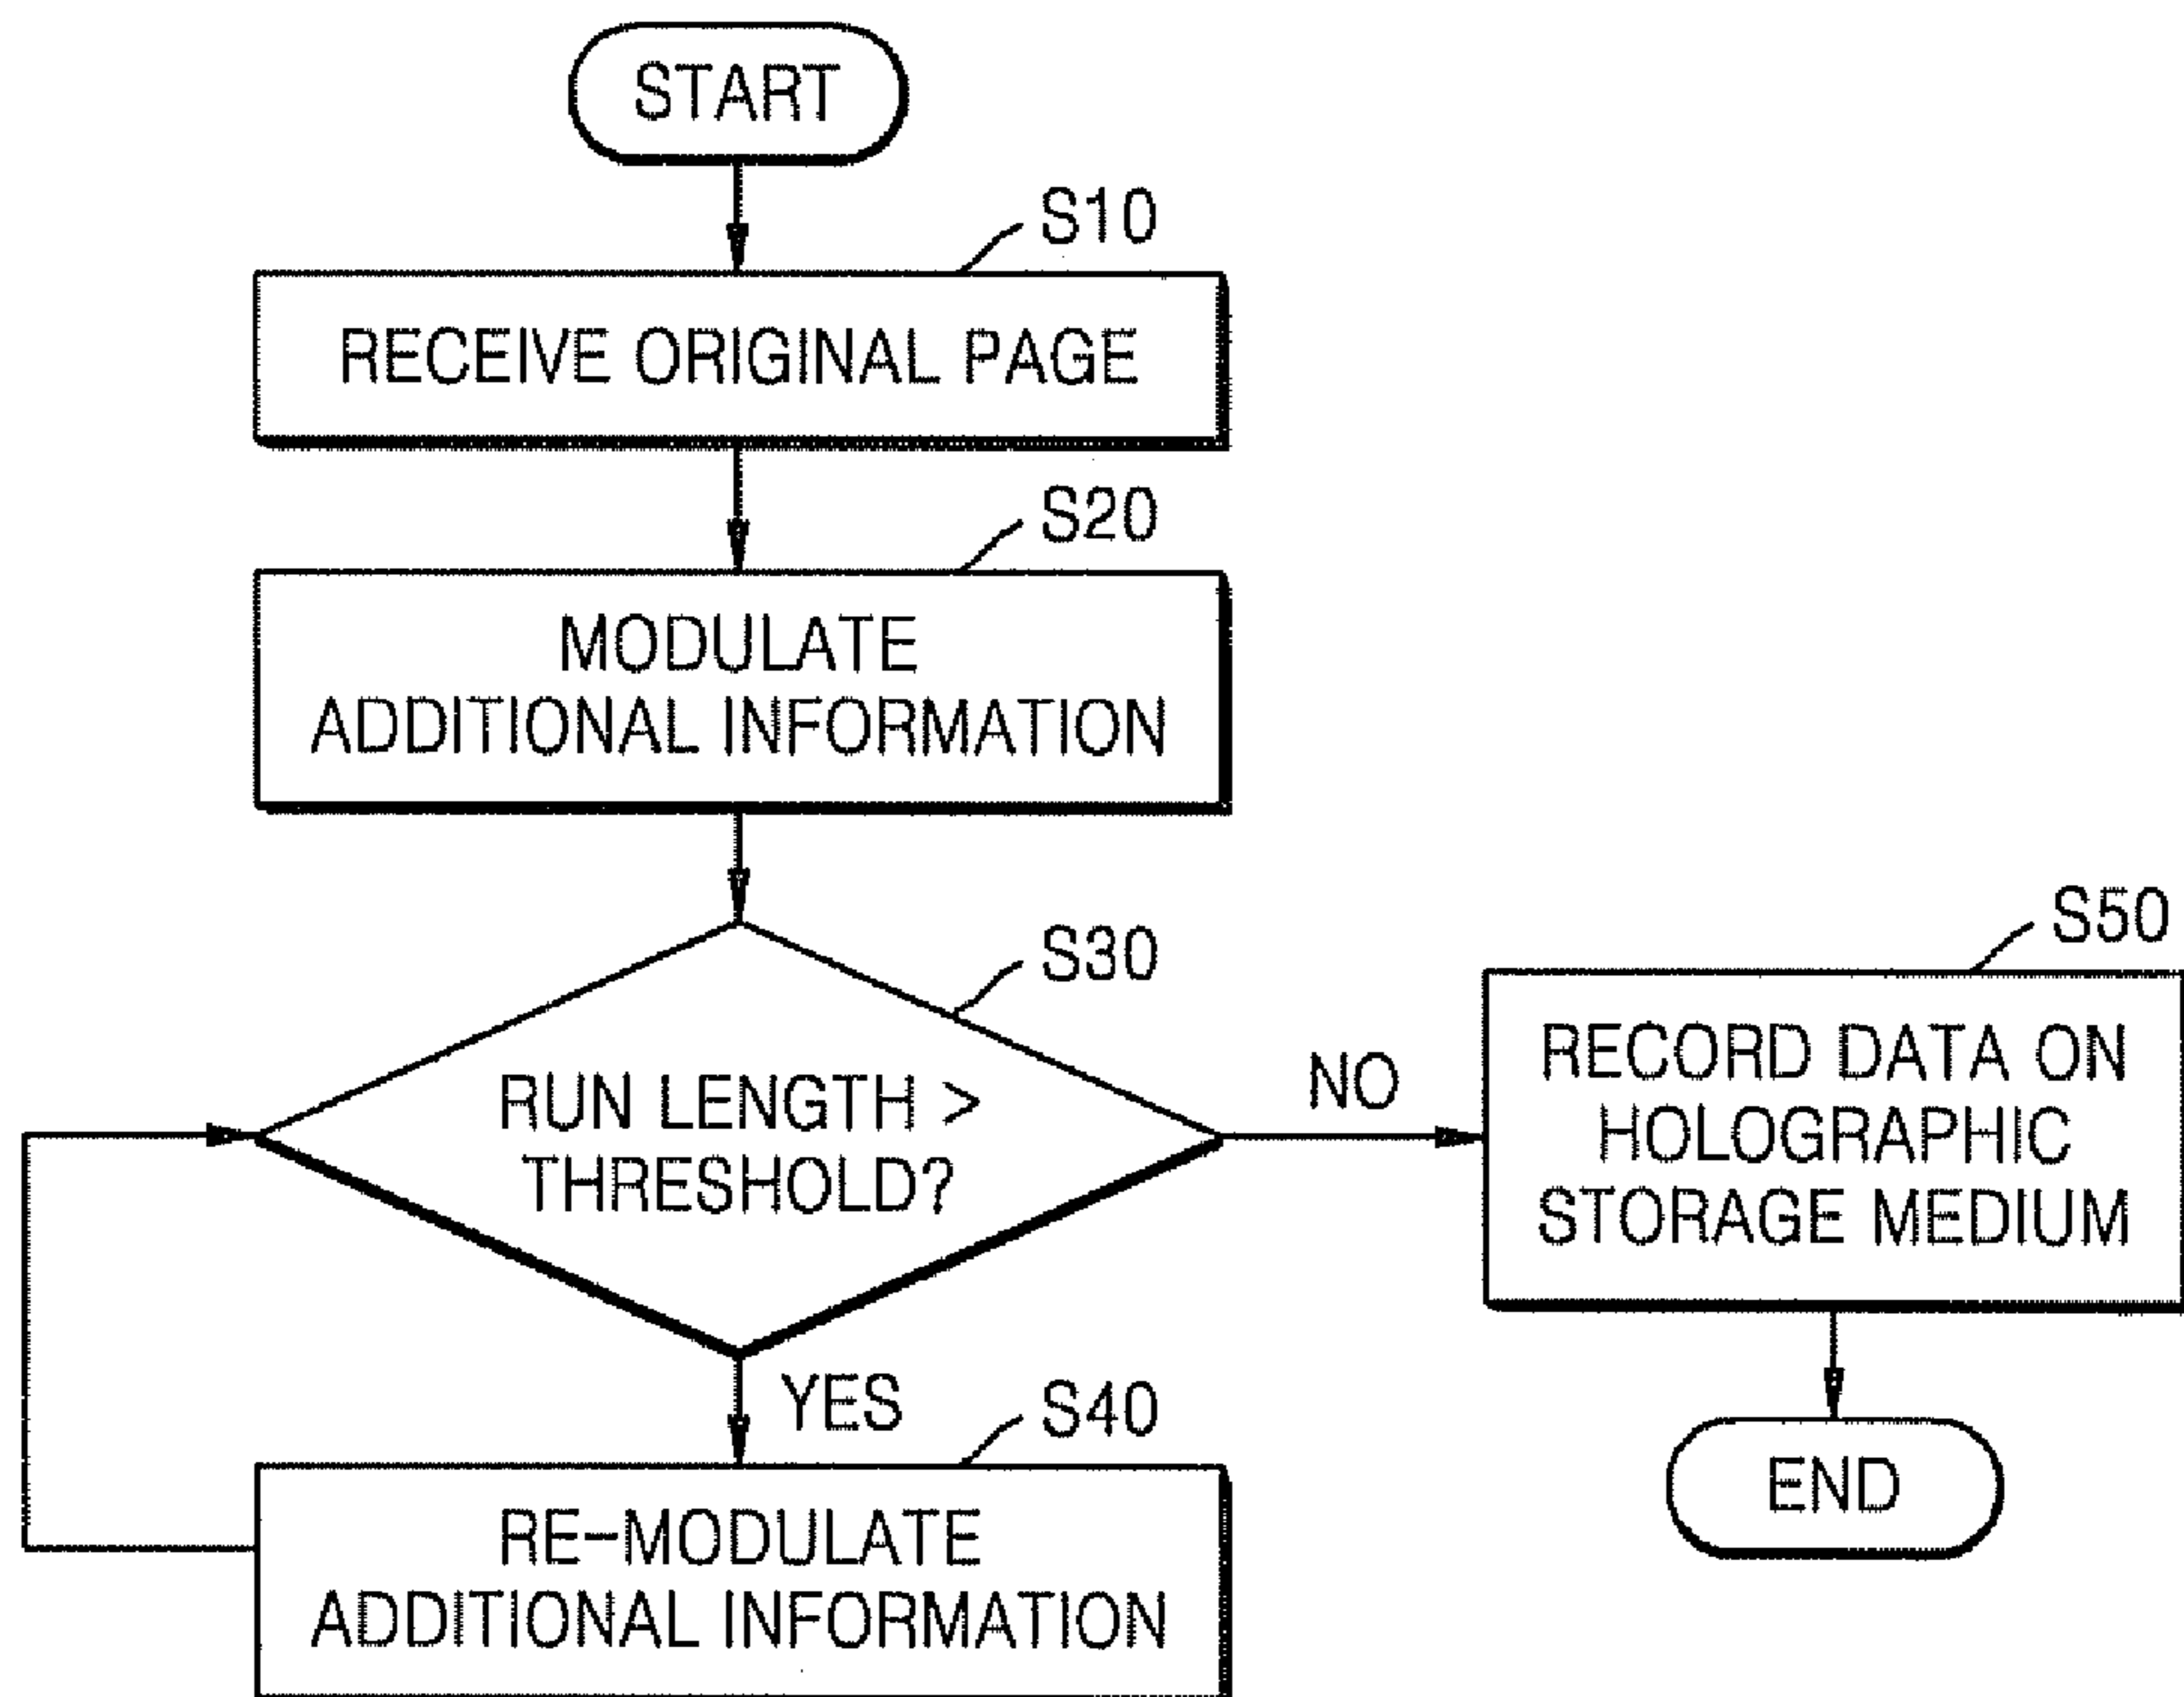 START
S10
RECEIVE ORIGINAL PAGE
S20
MODULATE
ADDITIONAL INFORMATION
S30
RUN LENGTH >
THRESHOLD?
NO
S50
RECORD DATA ON
HOLOGRAPHIC
STORAGE MEDIUM
YES
S40
RE-MODULATE
ADDITIONAL INFORMATION
END